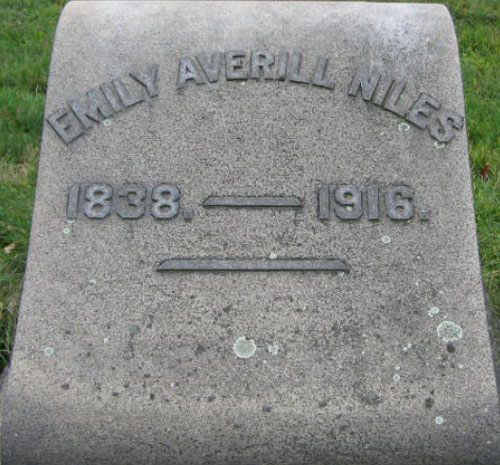 EMILY AVERILL NILES
1838. — 1916.